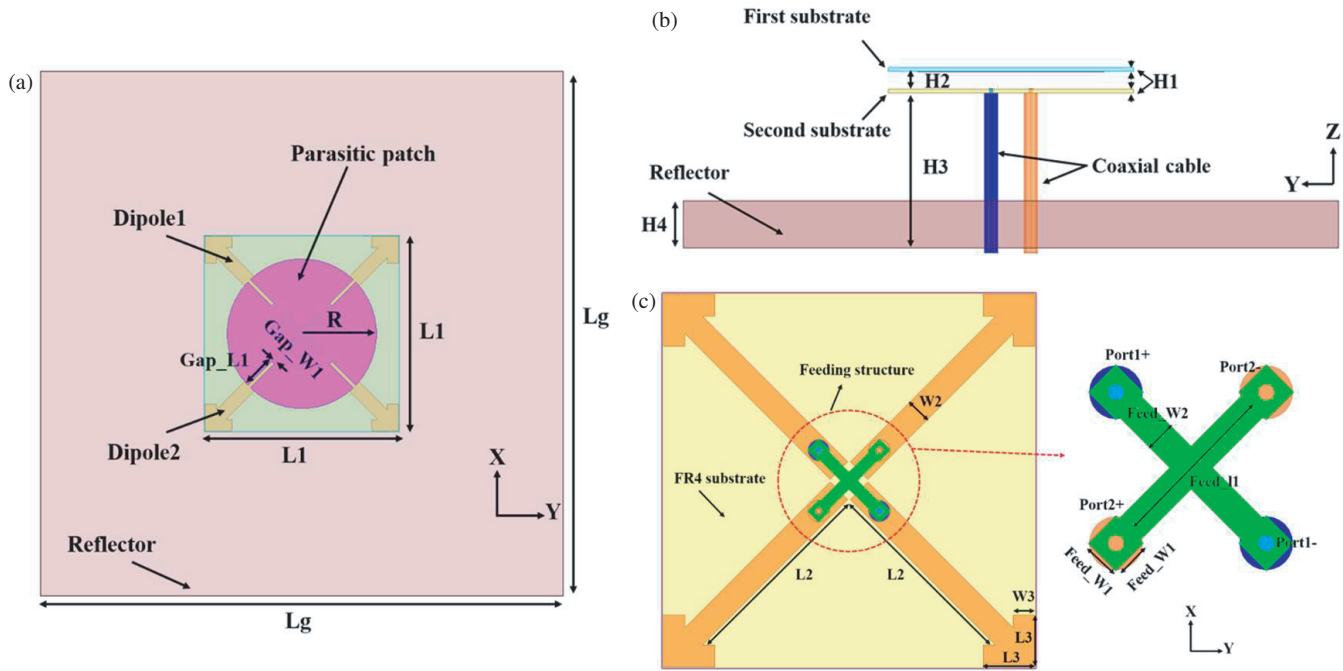 (a)
Parasitic patch
Dipole1
R
Gap_W1
Gap_L1
L1
Lg
Dipole2
L1
X
Y
Reflector
Lg
(b)
First substrate
H2
H1
Second substrate
H3
Coaxial cable
Z
Y
Reflector
H4
(c)
Feeding structure
W2
FR4 substrate
L2
L2
W3
L3
L3
Port1+
Port2-
Feed_W2
Feed_l1
Port2+
Port1-
Feed_W1
Feed_W1
X
Y